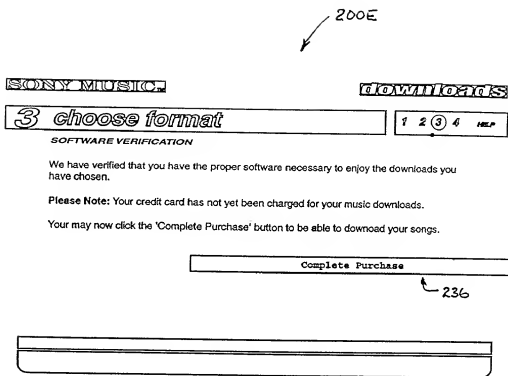 200E
SONY MUSIC™
downloads
3 choose format
1 2 3 4 HELP
SOFTWARE VERIFICATION
We have verified that you have the proper software necessary to enjoy the downloads you
have chosen.
Please Note: Your credit card has not yet been charged for your music downloads.
Your may now click the 'Complete Purchase' button to be able to downoad your songs.
Complete Purchase
236